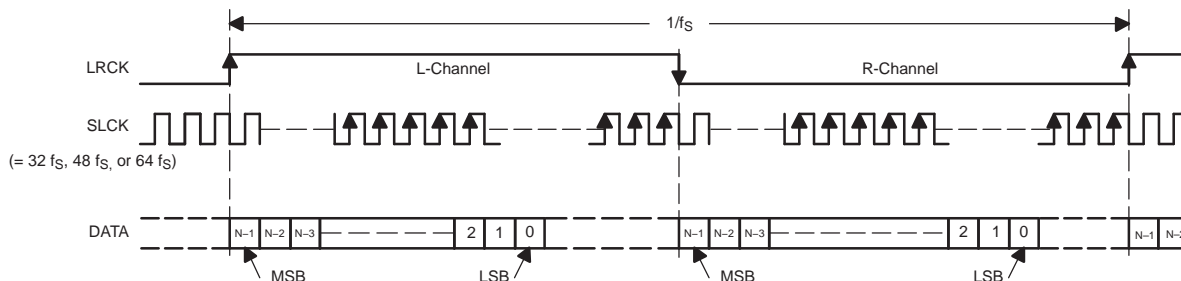 1/fS
LRCK
L-Channel
R-Channel
SLCK
(= 32 fS, 48 fS, or 64 fS)
DATA
N–1 N–2 N–3 2 1 0 N–1 N–2 N–3 2 1 0 N–1 N–2
MSB LSB MSB LSB